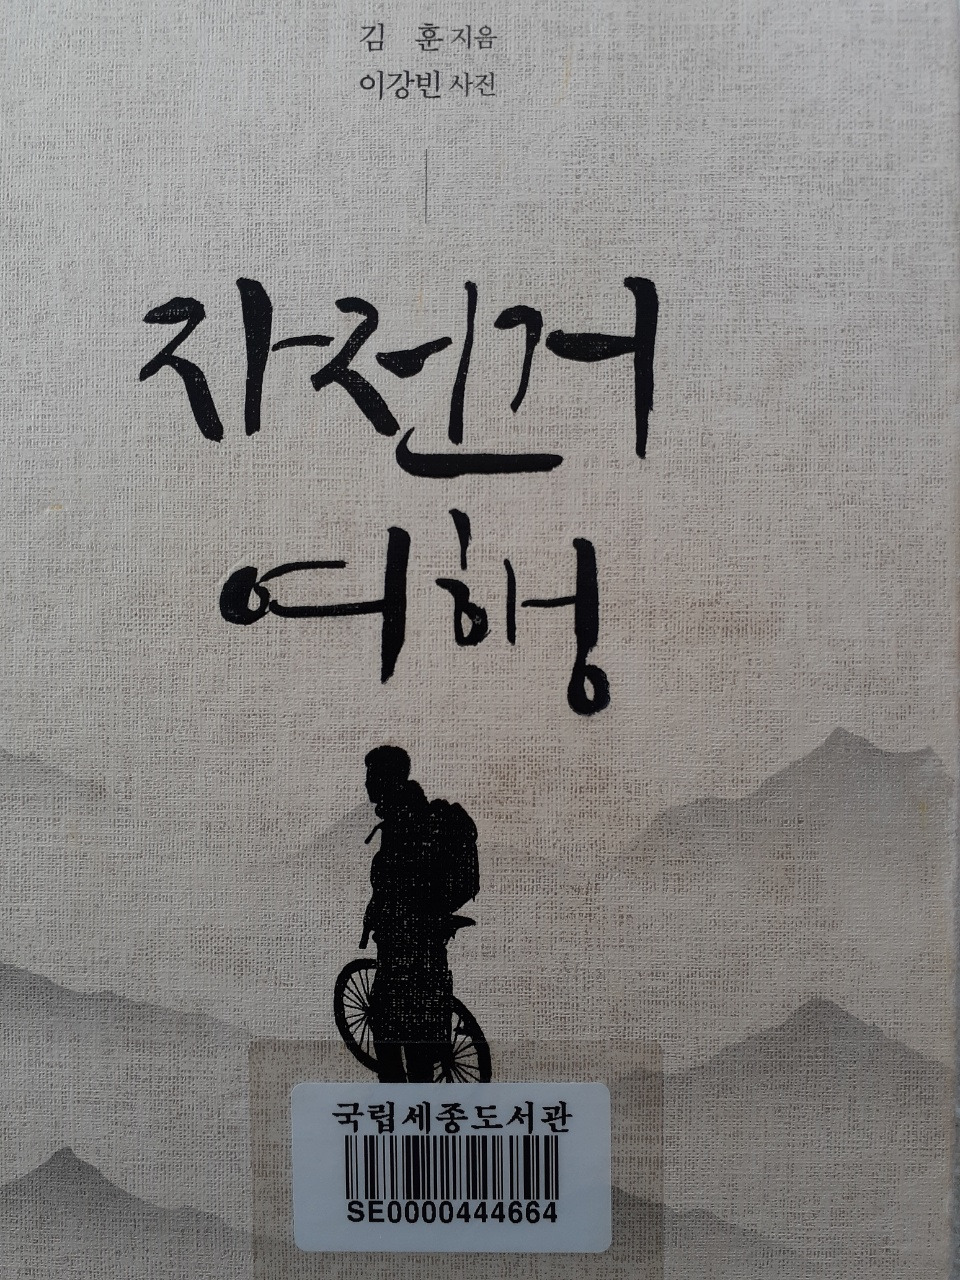 김 훈 지음
이강빈 사진
자전거
여행
국립세종도서관
SE0000444664